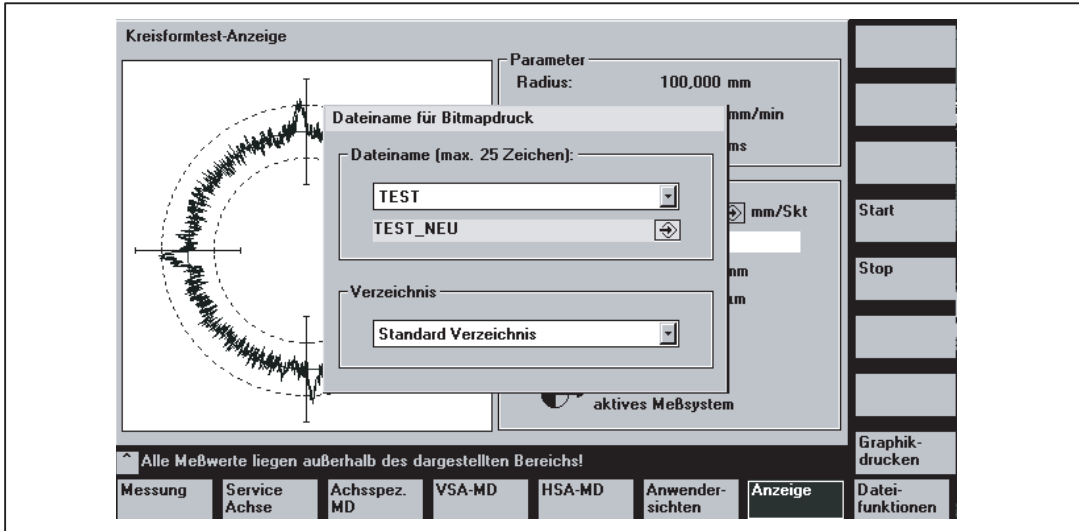 Kreisformtest-Anzeige
Parameter
Radius: 100,000 mm
mm/min
ms
Dateiname für Bitmapdruck
Dateiname (max. 25 Zeichen):
TEST
TEST_NEU
mm/Skt
Verzeichnis
Standard Verzeichnis
aktives Meßsystem
^ Alle Meßwerte liegen außerhalb des dargestellten Bereichs!
Start
Stop
Graphik-
drucken
Messung
Service
Achse
Achsspez.
MD
VSA-MD
HSA-MD
Anwender-
sichten
Anzeige
Datei-
funktionen